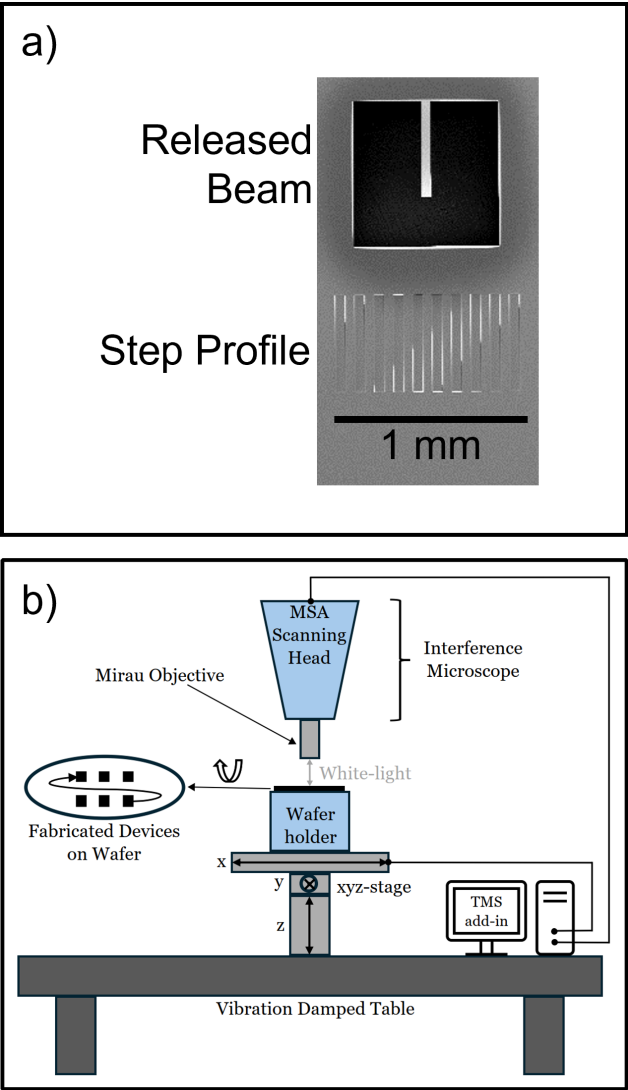 a)
Released
Beam
Step Profile
1 mm
b)
MSA
Scanning
Head
Interference
Microscope
Mirau Objective
White-light
Fabricated Devices
on Wafer
Wafer
holder
x
y
xyz-stage
z
TMS
add-in
Vibration Damped Table